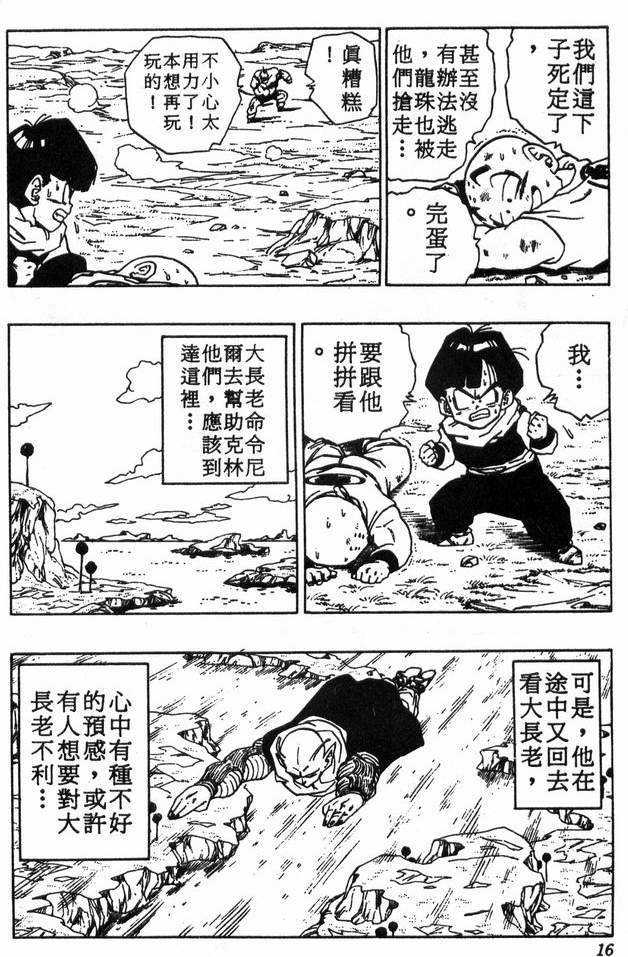 我們這下
子死定了
，
甚至沒
有辦法逃走
，龍珠也被
他們搶走…
完蛋了
。
真糟糕
！
不小心太
用力了！
本想再玩
玩的！
我…
要跟他
拼拼看
。
大長老命令尼
爾去幫助克林
他們，應該到
達這裡…
可是，他在
途中又回去
看大長老，
心中有種不好
的預感，或許
有人想要對大
長老不利…
16